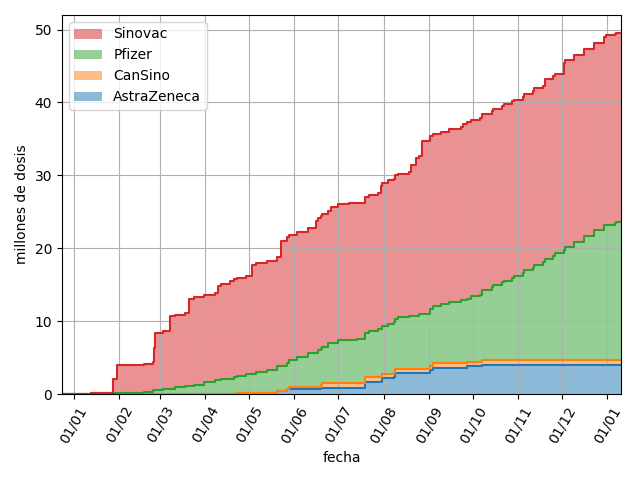 Sinovac
Pfizer
CanSino
AstraZeneca
millones de dosis
50
40
30
20
10
0
01/01 01/02 01/03 01/04 01/05 01/06 01/07 01/08 01/09 01/10 01/11 01/12 01/01
fecha